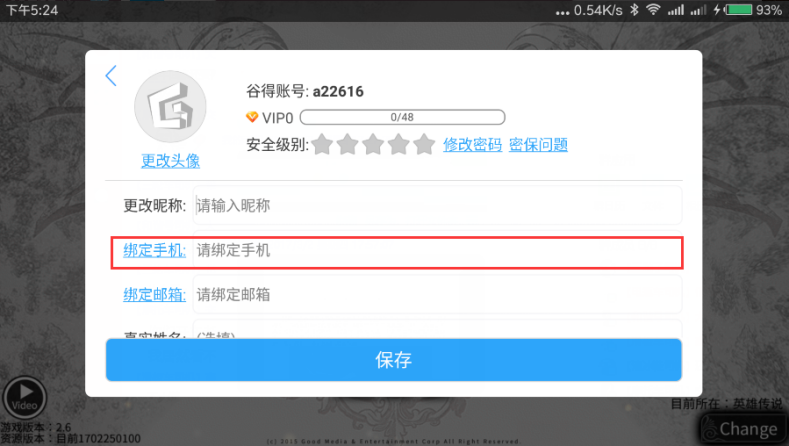 下午5:24 ... 0.54K/s 93%
谷得账号: a22616
VIP0 0/48
安全级别: 修改密码 密保问题
更改头像
更改昵称: 请输入昵称
绑定手机: 请绑定手机
绑定邮箱: 请绑定邮箱
真实姓名: (选填)
保存
Video
目前所在：英雄传说
游戏版本：2.6
资源版本：目前1702250100
Change
(c) 2015 Good Media & Entertainment Corp All Right Reserved.